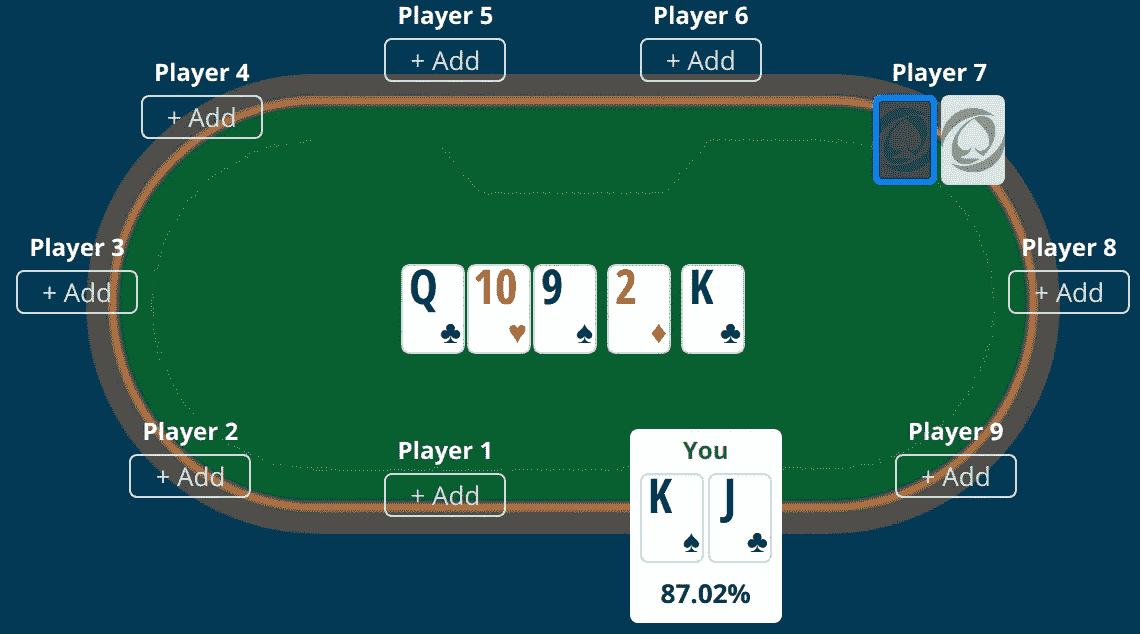 Player 5
Player 6
+ Add
+ Add
Player 4
Player 7
+ Add
Player 3
Player 8
+ Add
+ Add
Q♣ 10♥ 9♠ 2♦ K♣
Player 2
Player 1
You
Player 9
+ Add
+ Add
K♠ J♣
+ Add
87.02%